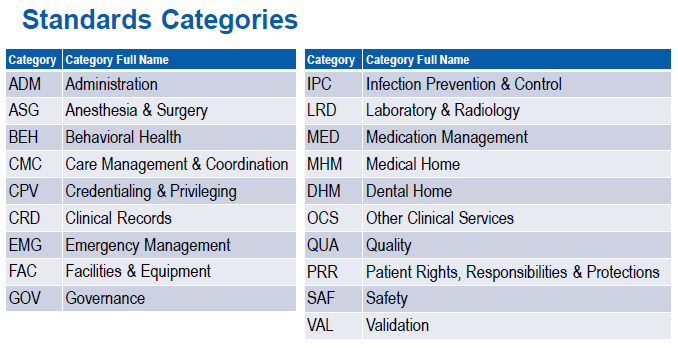 Standards Categories
Category Category Full Name
ADM Administration
ASG Anesthesia & Surgery
BEH Behavioral Health
CMC Care Management & Coordination
CPV Credentialing & Privileging
CRD Clinical Records
EMG Emergency Management
FAC Facilities & Equipment
GOV Governance
Category Category Full Name
IPC Infection Prevention & Control
LRD Laboratory & Radiology
MED Medication Management
MHM Medical Home
DHM Dental Home
OCS Other Clinical Services
QUA Quality
PRR Patient Rights, Responsibilities & Protections
SAF Safety
VAL Validation